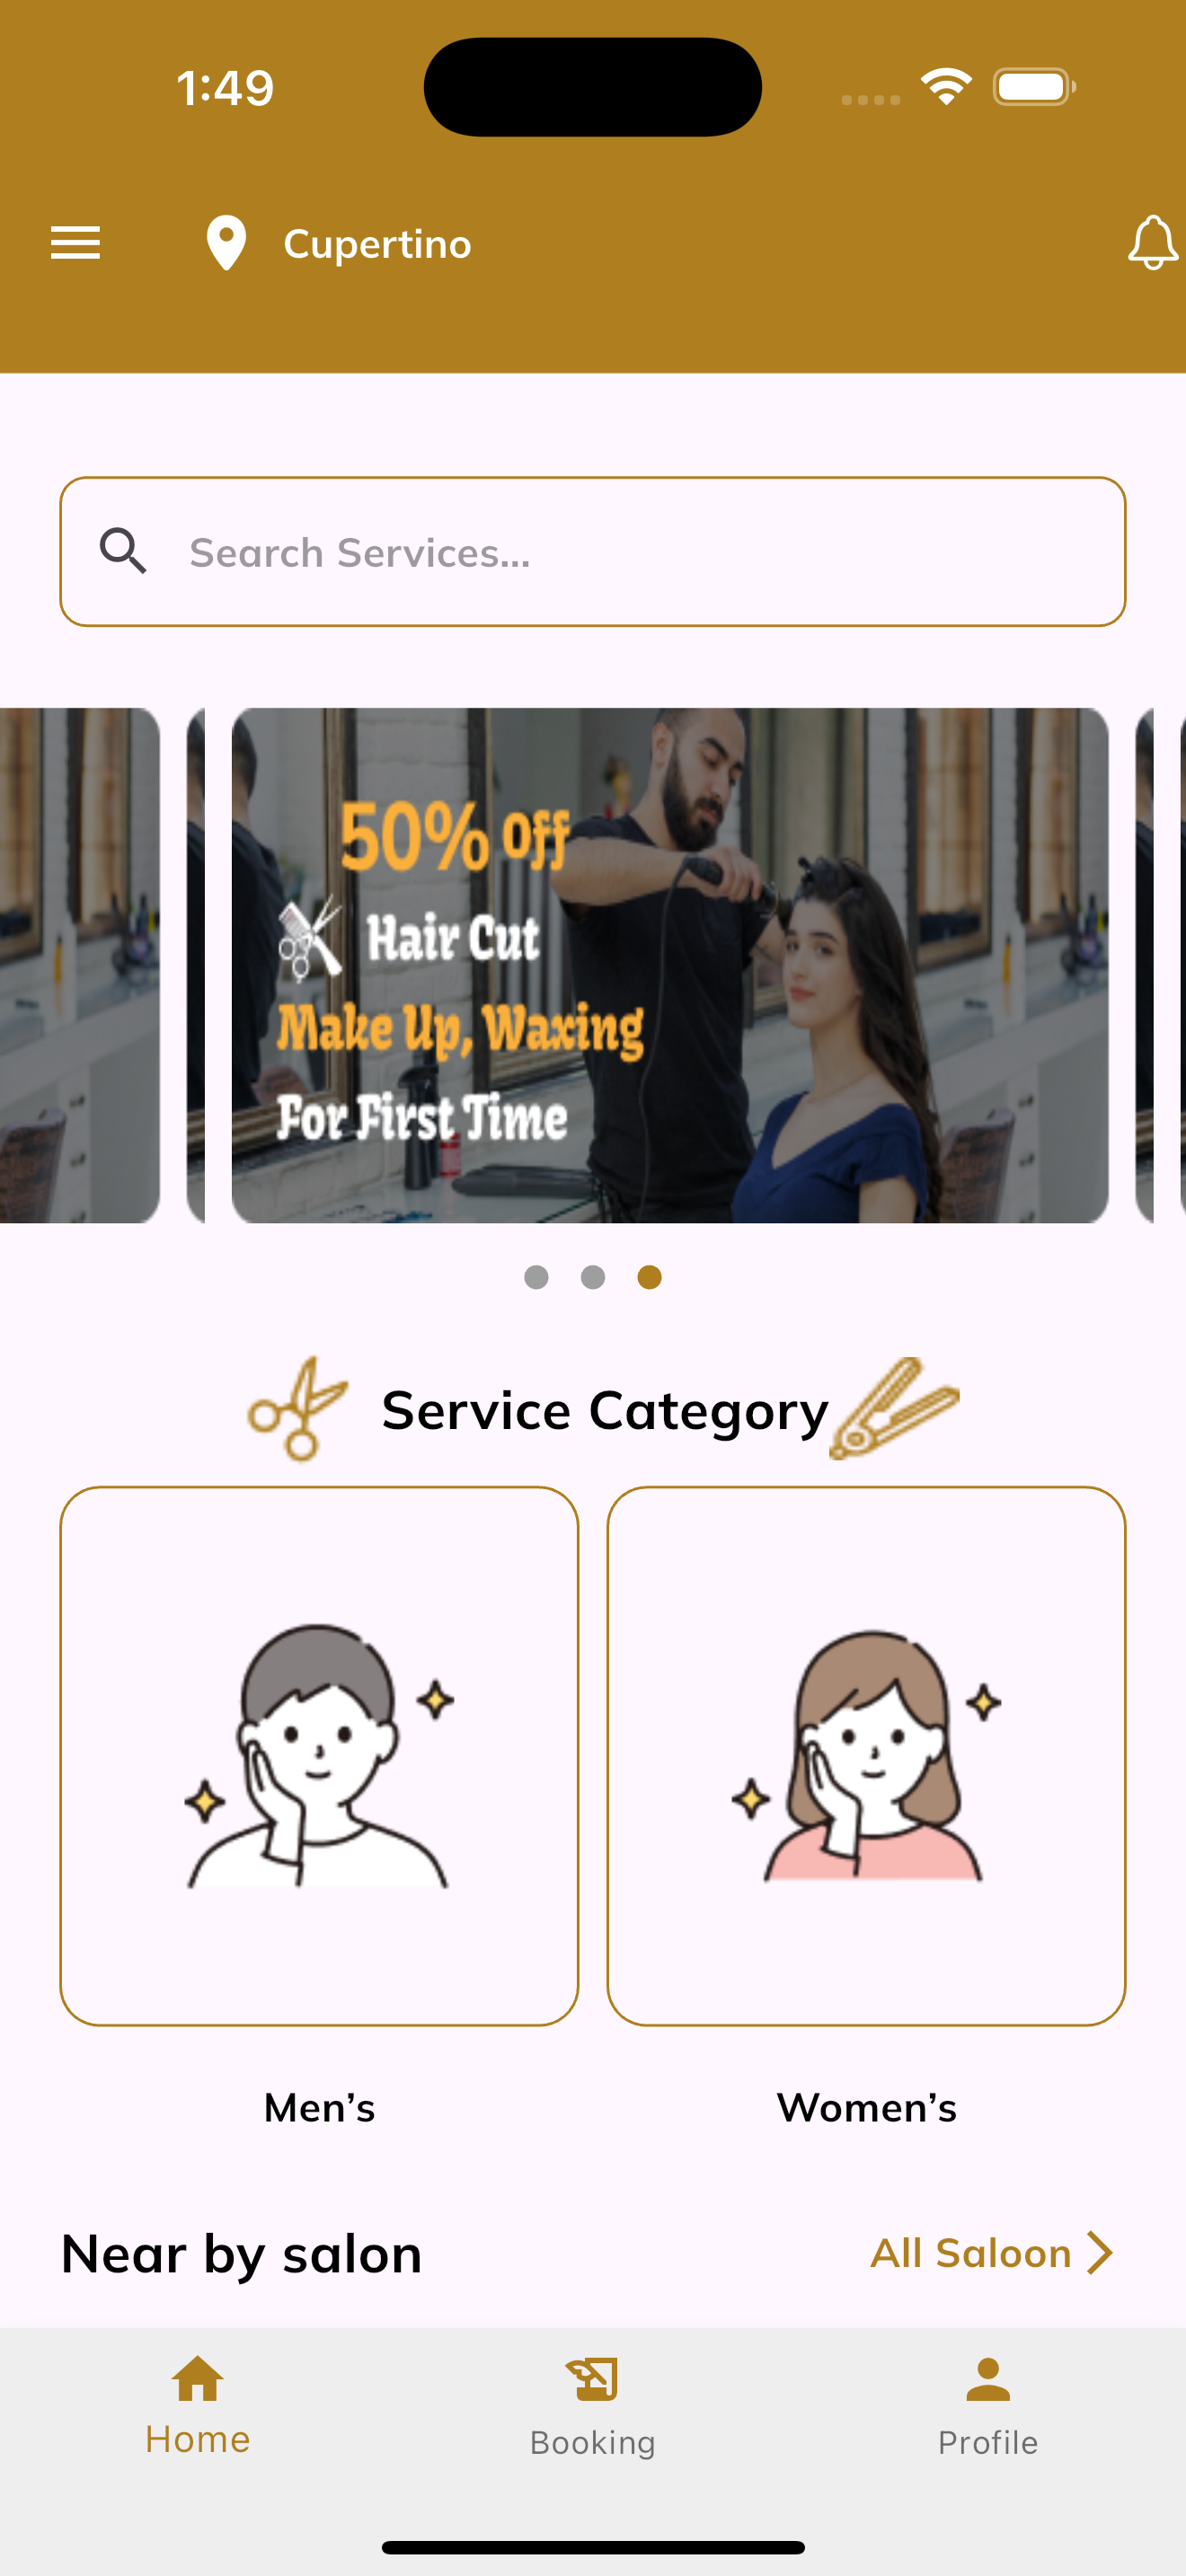 1:49
Cupertino
Search Services...
50% Off
Hair Cut
Make Up, Waxing
For First Time
Service Category
Men’s
Women’s
Near by salon
All Saloon
Home
Booking
Profile